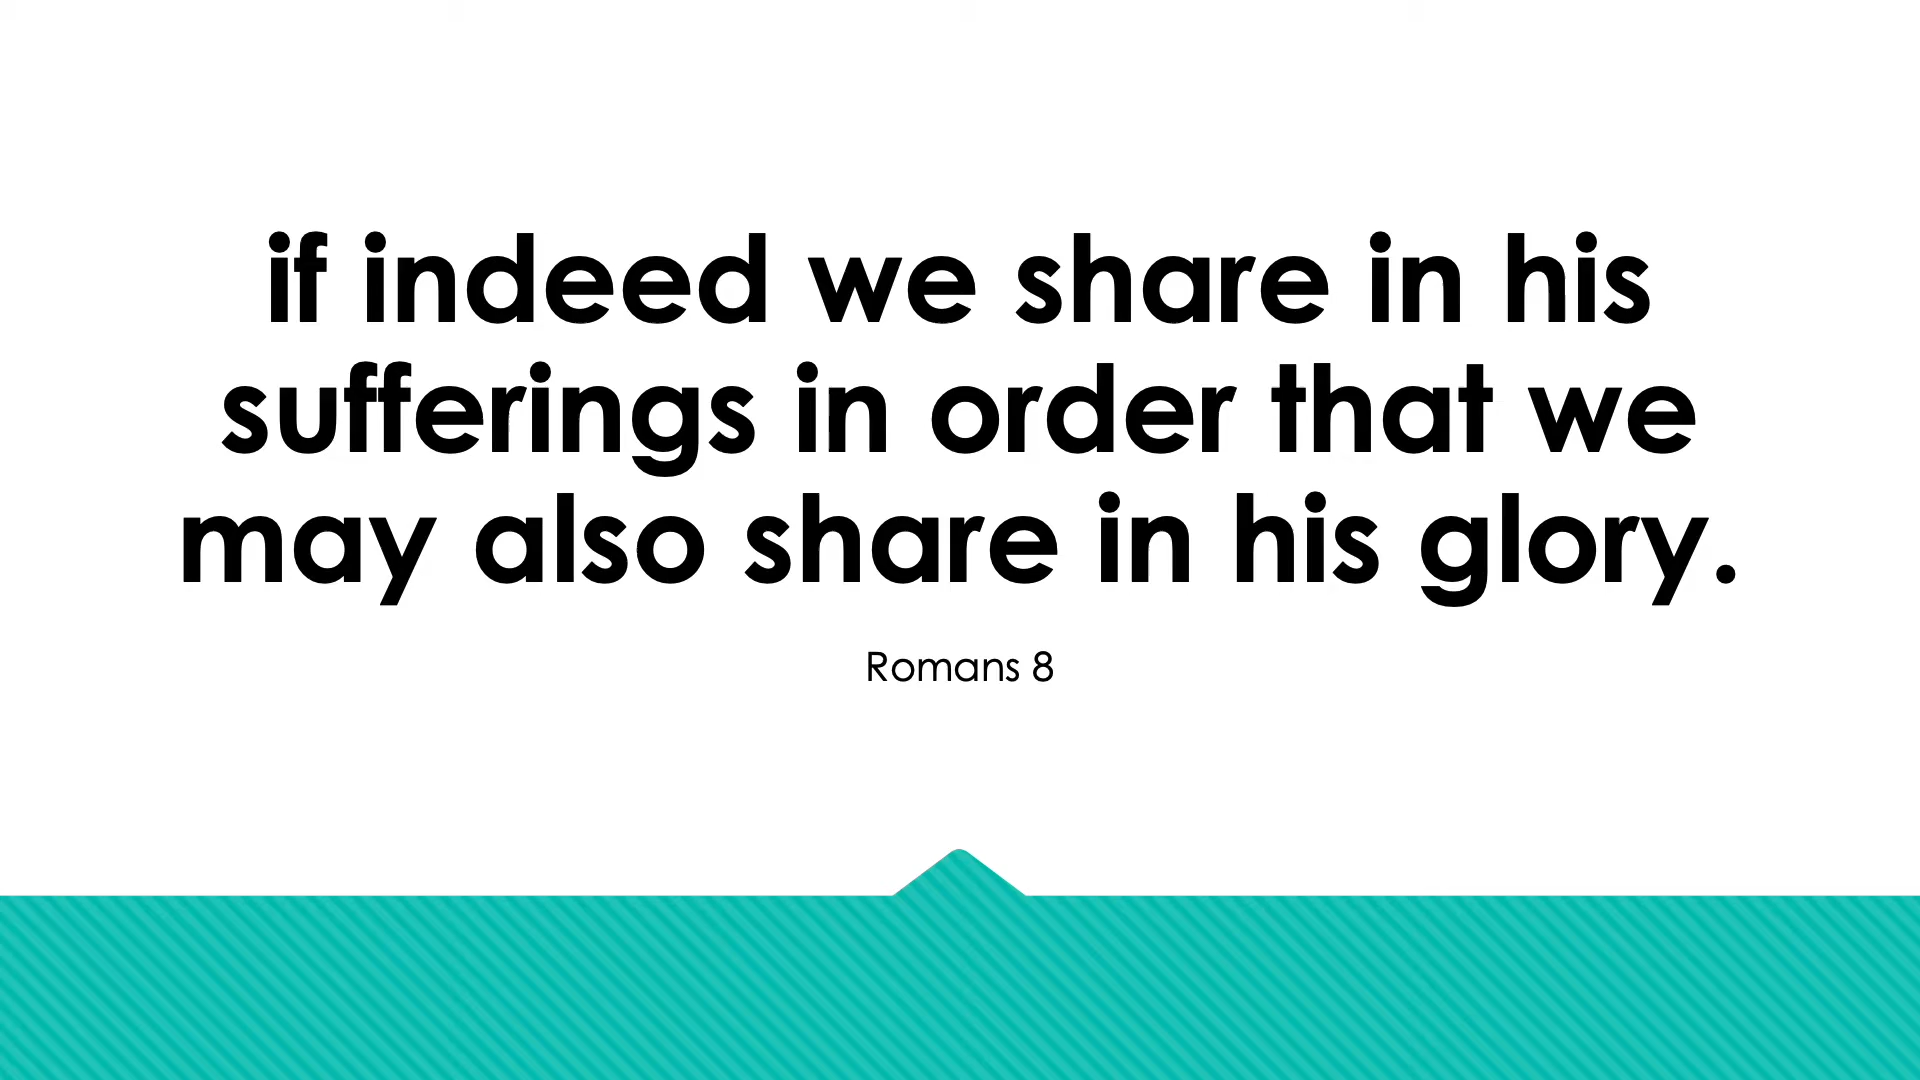 if indeed we share in his
sufferings in order that we
may also share in his glory.
Romans 8